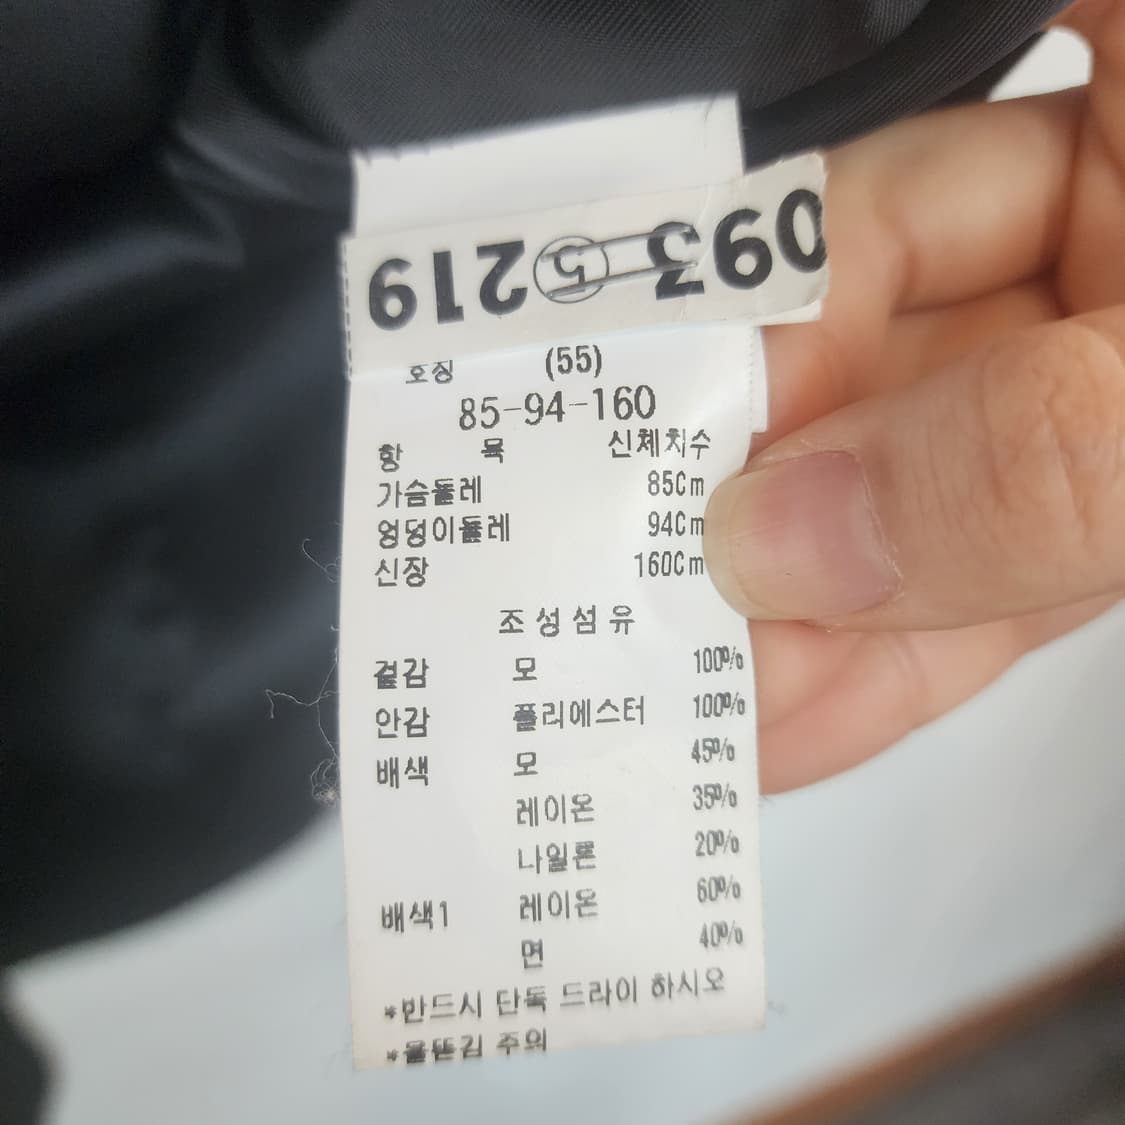 093⑤219
호칭 (55)
85-94-160
항 목 신체치수
가슴둘레 85Cm
엉덩이둘레 94Cm
신장 160Cm
조성섬유
겉감 모 100%
안감 폴리에스터 100%
배색 모 45%
레이온 35%
나일론 20%
배색1 레이온 60%
면 40%
*반드시 단독 드라이 하시오
*올뜯김 주의